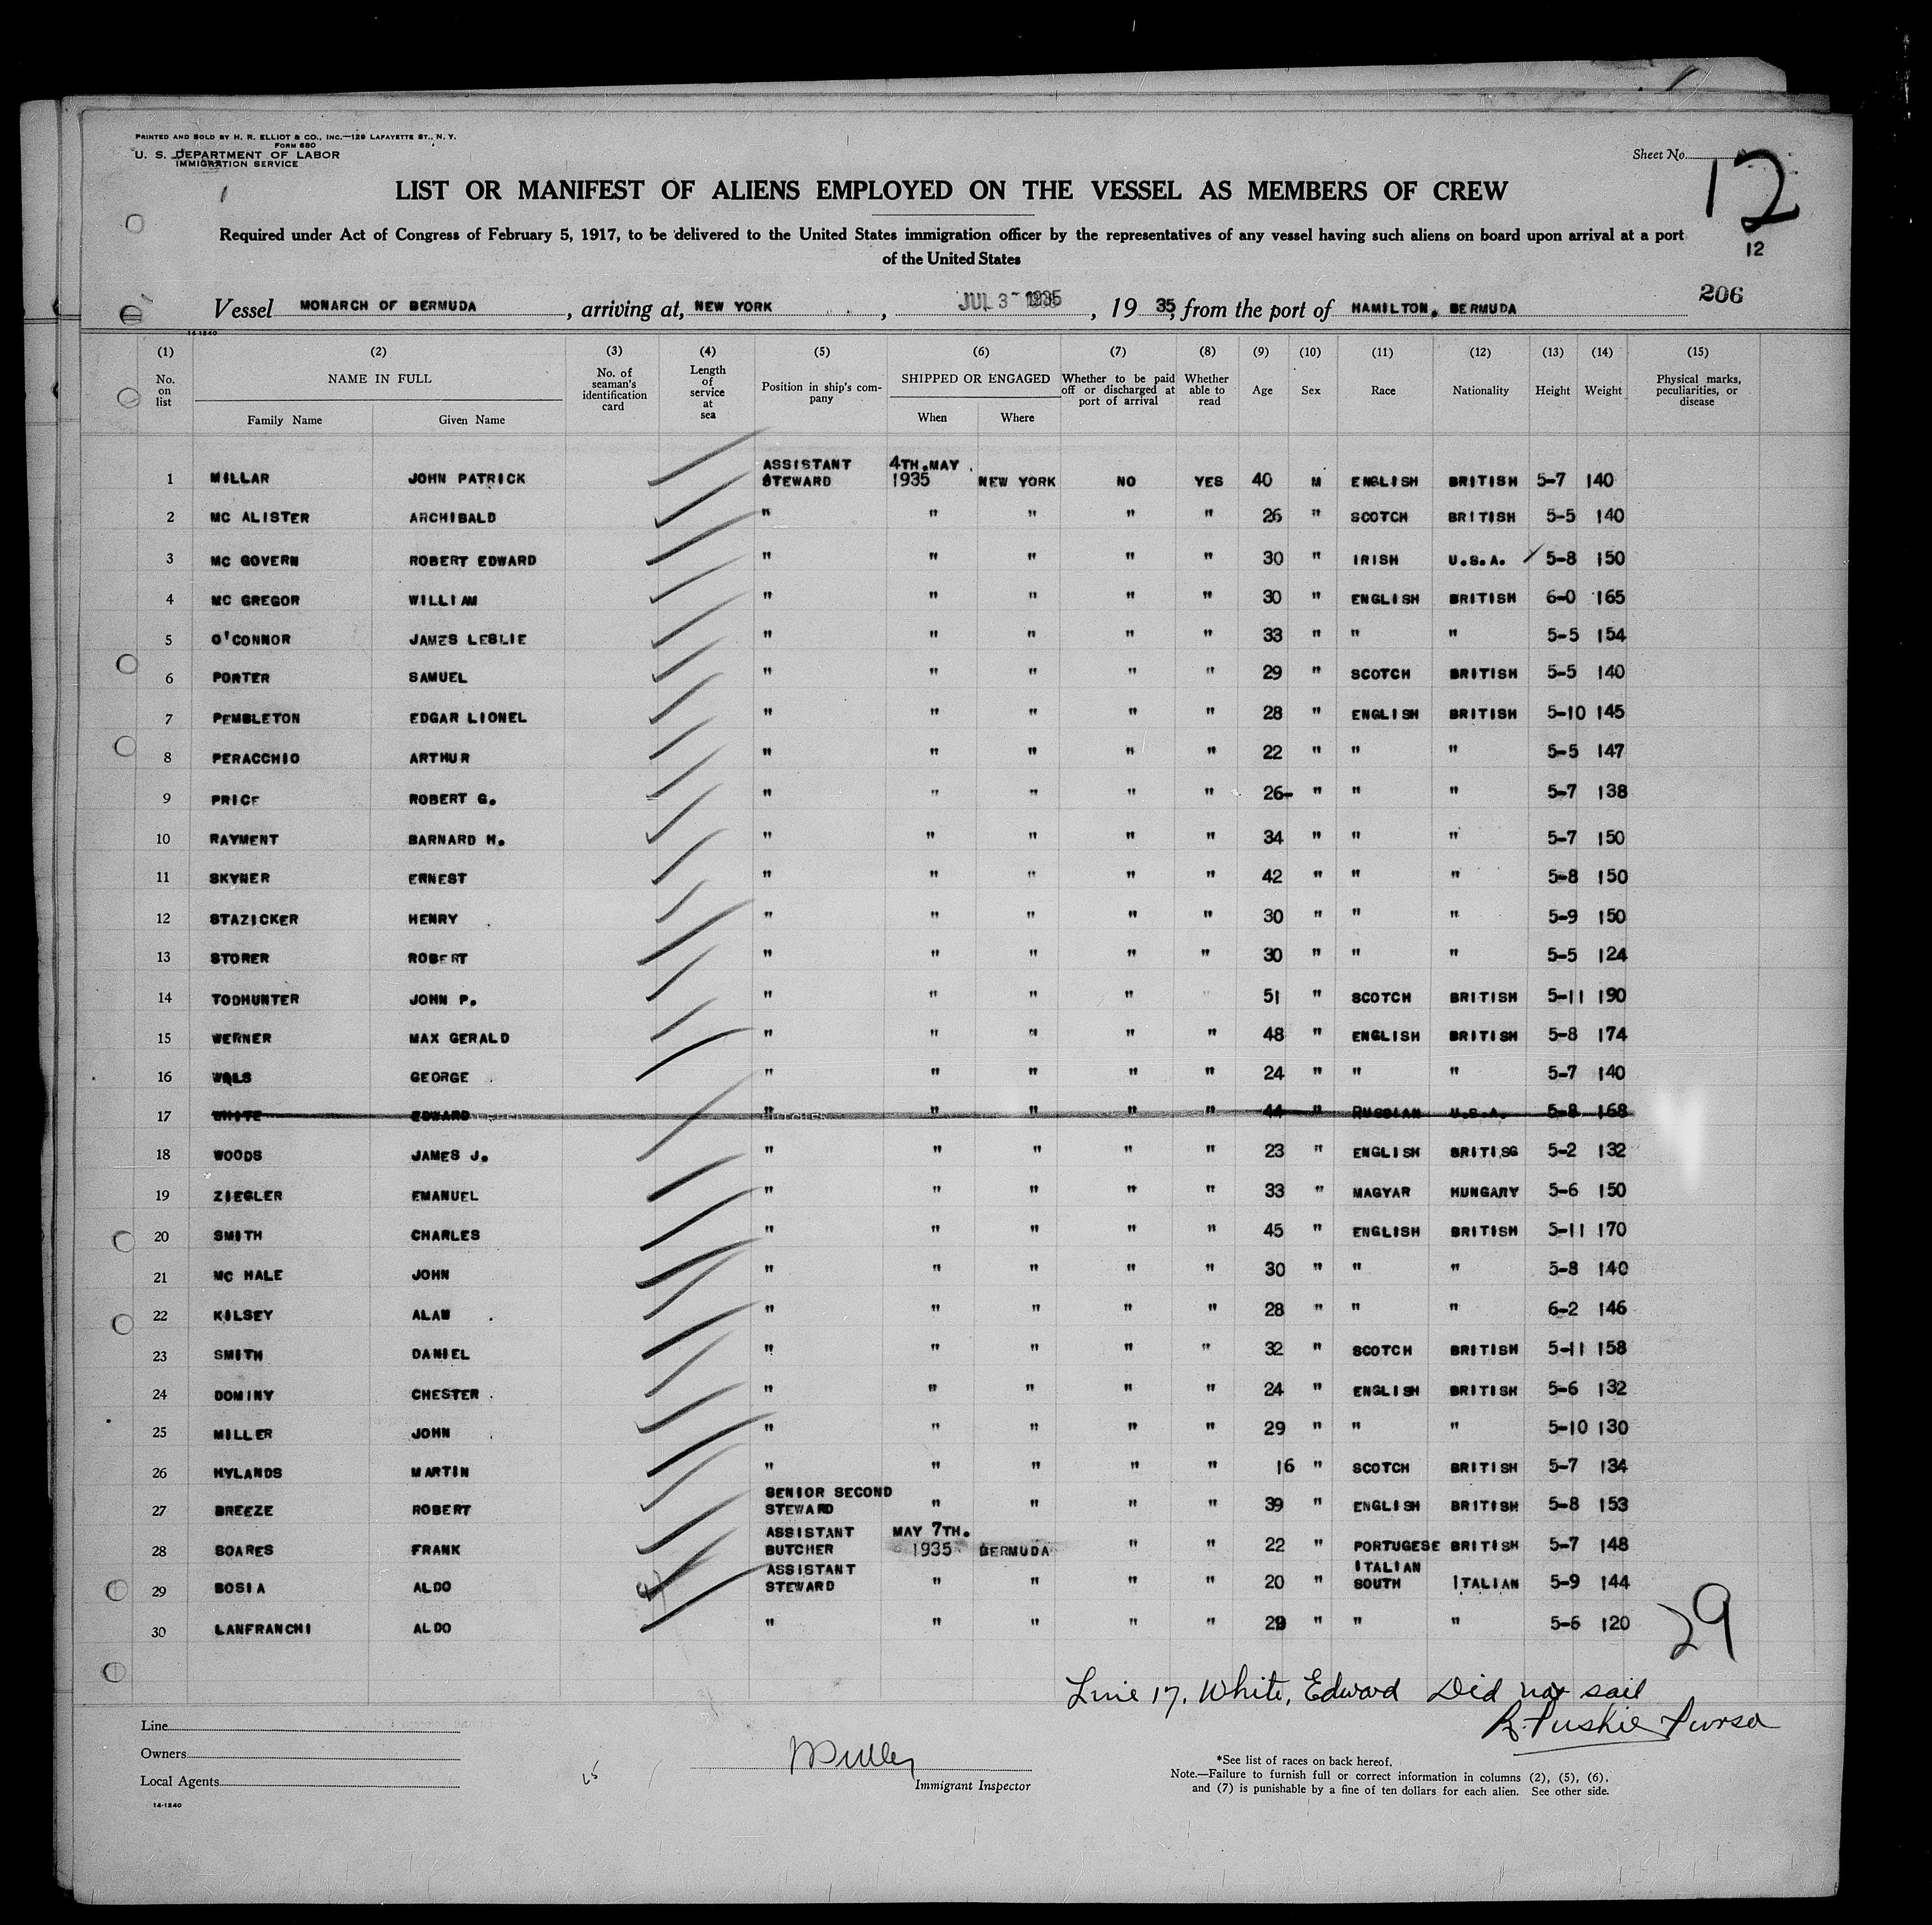 PRINTED AND SOLD BY H. R. ELLIOT & CO., INC.—129 LAFAYETTE ST., N. Y.
FORM 680
U. S. DEPARTMENT OF LABOR
IMMIGRATION SERVICE
Sheet No. 12
LIST OR MANIFEST OF ALIENS EMPLOYED ON THE VESSEL AS MEMBERS OF CREW
Required under Act of Congress of February 5, 1917, to be delivered to the United States immigration officer by the representatives of any vessel having such aliens on board upon arrival at a port
of the United States
12
206
Vessel MONARCH OF BERMUDA, arriving at, NEW YORK, JUL 3 - 1935, 19 35, from the port of HAMILTON. BERMUDA
14-1240
(1) (2) (3) (4) (5) (6) (7) (8) (9) (10) (11) (12) (13) (14) (15)
No. on list NAME IN FULL Family Name Given Name No. of seaman's identification card Length of service at sea Position in ship's company SHIPPED OR ENGAGED When Where Whether to be paid off or discharged at port of arrival Whether able to read Age Sex Race Nationality Height Weight Physical marks, peculiarities, or disease
1 MILLAR JOHN PATRICK ASSISTANT STEWARD 4TH.MAY 1935 NEW YORK NO YES 40 M ENGLISH BRITISH 5-7 140
2 MC ALISTER ARCHIBALD " " " " " 26 " SCOTCH BRITISH 5-5 140
3 MC GOVERN ROBERT EDWARD " " " " " 30 " IRISH U.S.A. 5-8 150
4 MC GREGOR WILLIAM " " " " " 30 " ENGLISH BRITISH 6-0 165
5 O'CONNOR JAMES LESLIE " " " " " 33 " " " 5-5 154
6 PORTER SAMUEL " " " " " 29 " SCOTCH BRITISH 5-5 140
7 PEMBLETON EDGAR LIONEL " " " " " 28 " ENGLISH BRITISH 5-10 145
8 PERACCHIO ARTHUR " " " " " 22 " " " 5-5 147
9 PRICE ROBERT G. " " " " " 26- " " " 5-7 138
10 RAYMENT BARNARD H. " " " " " 34 " " " 5-7 150
11 SKYNER ERNEST " " " " " 42 " " " 5-8 150
12 STAZICKER HENRY " " " " " 30 " " " 5-9 150
13 STORER ROBERT " " " " " 30 " " " 5-5 124
14 TODHUNTER JOHN P. " " " " " 51 " SCOTCH BRITISH 5-11 190
15 WERNER MAX GERALD " " " " " 48 " ENGLISH BRITISH 5-8 174
16 GEORGE " " " " " 24 " " " 5-7 140
17 WHITE EDWARD " " " " " 44 " RUSSIAN U.S.A. 5-8 168
18 WOODS JAMES J. " " " " " 23 " ENGLISH BRITISG 5-2 132
19 ZIEGLER EMANUEL " " " " " 33 " MAGYAR HUNGARY 5-6 150
20 SMITH CHARLES " " " " " 45 " ENGLISH BRITISH 5-11 170
21 MC HALE JOHN " " " " " 30 " " " 5-8 140
22 KILSEY ALAN " " " " " 28 " " " 6-2 146
23 SMITH DANIEL " " " " " 32 " SCOTCH BRITISH 5-11 158
24 DOMINY CHESTER " " " " " 24 " ENGLISH BRITISH 5-6 132
25 MILLER JOHN " " " " " 29 " " " 5-10 130
26 HYLANDS MARTIN " " " " " 16 " SCOTCH BRITISH 5-7 134
27 BREEZE ROBERT SENIOR SECOND STEWARD " " " " 39 " ENGLISH BRITISH 5-8 153
28 SOARES FRANK ASSISTANT BUTCHER MAY 7TH. 1935 BERMUDA " " 22 " PORTUGESE BRITISH 5-7 148
29 BOSIA ALDO ASSISTANT STEWARD " " " " 20 " ITALIAN SOUTH ITALIAN 5-9 144
30 LANFRANCHI ALDO " " " " " " " " 5-6 120
29
Line 17. White, Edward Did not sail
Purser
Line
Owners
Local Agents
14-1240
Immigrant Inspector
*See list of races on back hereof.
Note.—Failure to furnish full or correct information in columns (2), (5), (6),
and (7) is punishable by a fine of ten dollars for each alien. See other side.